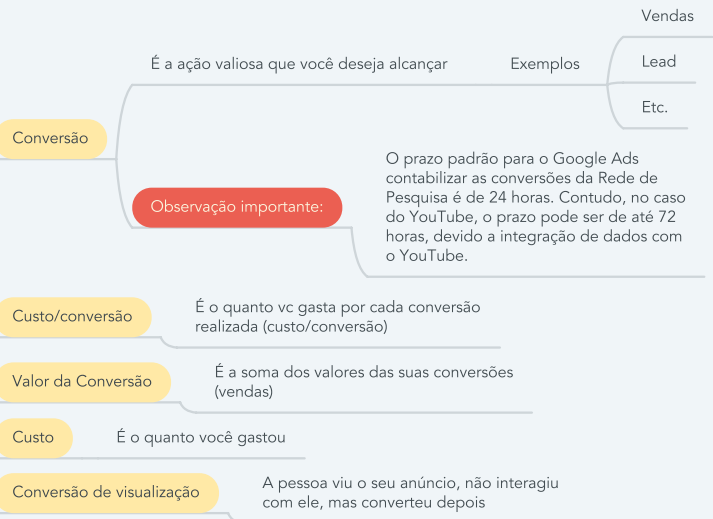 Vendas
É a ação valiosa que você deseja alcançar
Exemplos
Lead
Etc.
Conversão
Observação importante:
O prazo padrão para o Google Ads
contabilizar as conversões da Rede de
Pesquisa é de 24 horas. Contudo, no caso
do YouTube, o prazo pode ser de até 72
horas, devido a integração de dados com
o YouTube.
Custo/conversão
É o quanto vc gasta por cada conversão
realizada (custo/conversão)
Valor da Conversão
É a soma dos valores das suas conversões
(vendas)
Custo
É o quanto você gastou
Conversão de visualização
A pessoa viu o seu anúncio, não interagiu
com ele, mas converteu depois